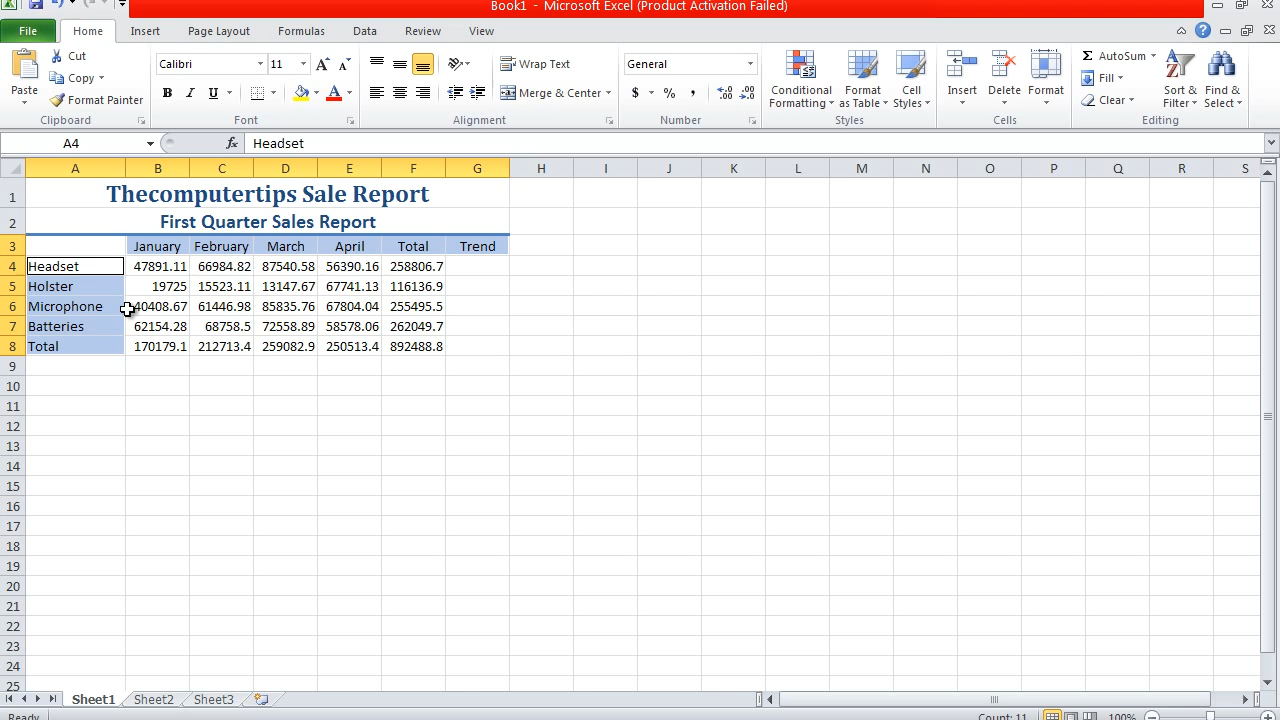 Book1 - Microsoft Excel (Product Activation Failed)
File Home Insert Page Layout Formulas Data Review View
Paste
Cut
Copy
Format Painter
Clipboard
Calibri 11
B I U
Font
Wrap Text
Merge & Center
Alignment
General
$ % ,
Number
Conditional Formatting
Format as Table
Cell Styles
Styles
Insert Delete Format
Cells
Σ AutoSum
Fill
Clear
Sort & Filter
Find & Select
Editing
A4 fx Headset
A B C D E F G H I J K L M N O P Q R S
1 Thecomputertips Sale Report
2 First Quarter Sales Report
3 January February March April Total Trend
4 Headset 47891.11 66984.82 87540.58 56390.16 258806.7
5 Holster 19725 15523.11 13147.67 67741.13 116136.9
6 Microphone 40408.67 61446.98 85835.76 67804.04 255495.5
7 Batteries 62154.28 68758.5 72558.89 58578.06 262049.7
8 Total 170179.1 212713.4 259082.9 250513.4 892488.8
9
10
11
12
13
14
15
16
17
18
19
20
21
22
23
24
25
Sheet1 Sheet2 Sheet3
Ready Count: 11 100%